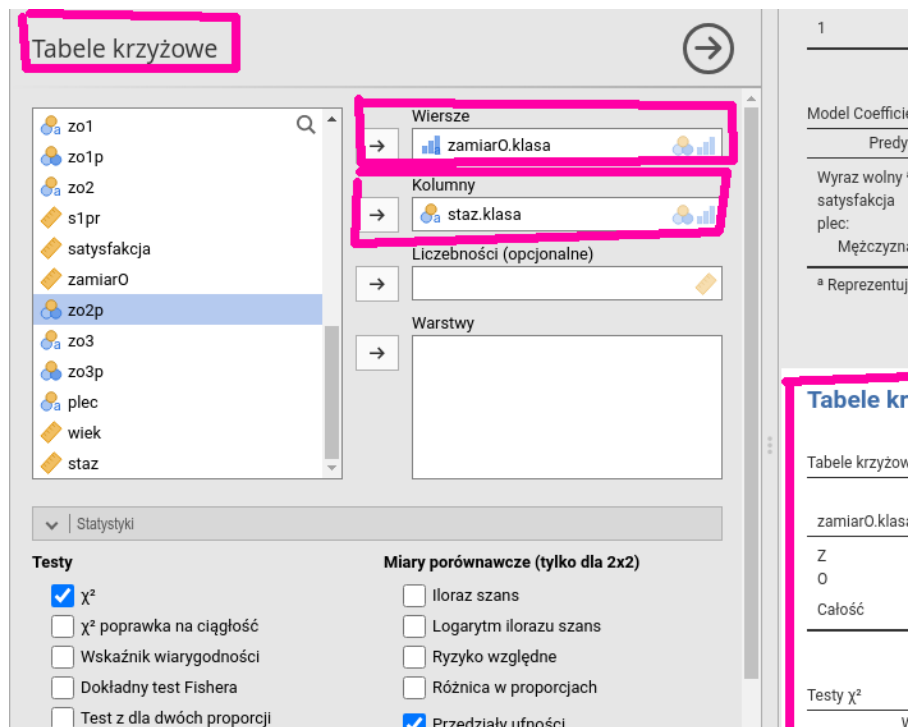 Tabele krzyżowe
zo1
zo1p
zo2
s1pr
satysfakcja
zamiarO
zo2p
zo3
zo3p
plec
wiek
staz
Wiersze
zamiarO.klasa
Kolumny
staz.klasa
Liczebności (opcjonalne)
Warstwy
Statystyki
Testy
χ²
χ² poprawka na ciągłość
Wskaźnik wiarygodności
Dokładny test Fishera
Test z dla dwóch proporcji
Miary porównawcze (tylko dla 2x2)
Iloraz szans
Logarytm ilorazu szans
Ryzyko względne
Różnica w proporcjach
Przedziały ufności
1
Model Coefficie
Predy
Wyraz wolny
satysfakcja
plec:
Mężczyzna
ª Reprezentuj
Tabele kr
Tabele krzyżow
zamiarO.klasa
Z
O
Całość
Testy χ²